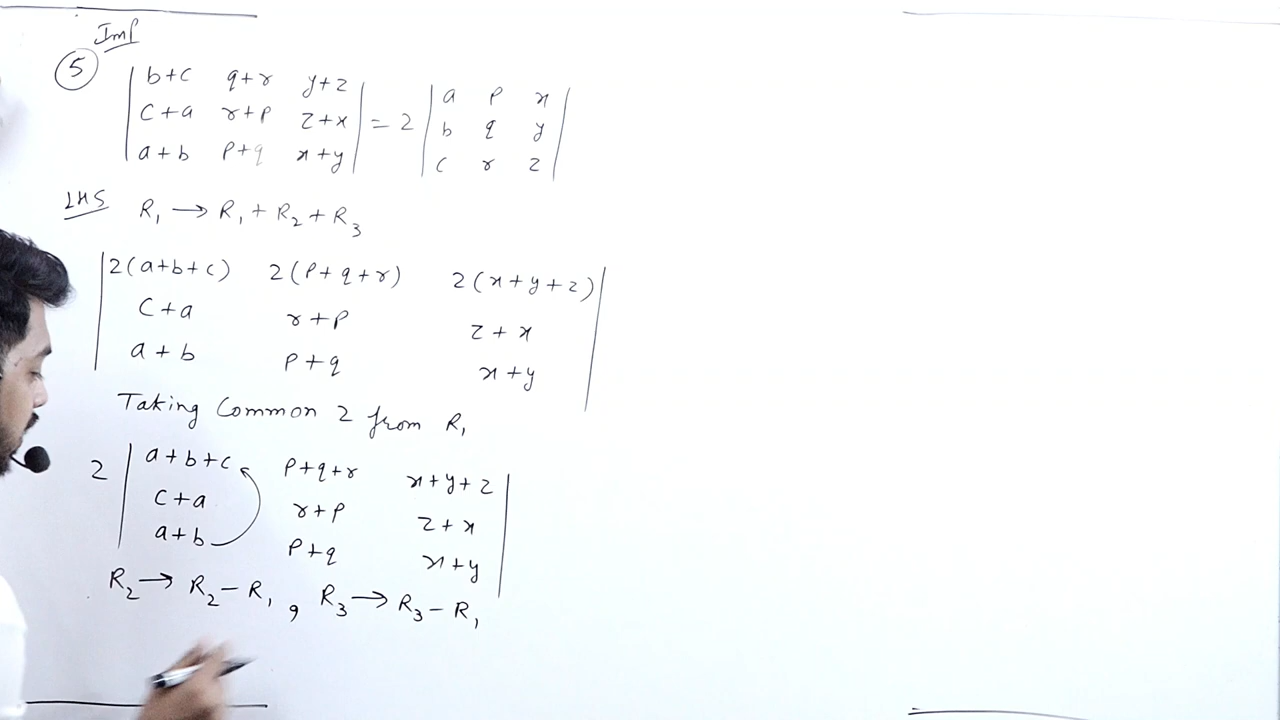 Imp
5
| b+c q+r y+z |
| c+a r+p z+x | = 2 | a p x |
| a+b p+q x+y | | b q y |
| c r z |
LHS R₁ → R₁ + R₂ + R₃
| 2(a+b+c) 2(p+q+r) 2(x+y+z) |
| c+a r+p z+x |
| a+b p+q x+y |
Taking Common 2 from R₁
2 | a+b+c p+q+r x+y+z |
| c+a r+p z+x |
| a+b p+q x+y |
R₂ → R₂ − R₁ , R₃ → R₃ − R₁